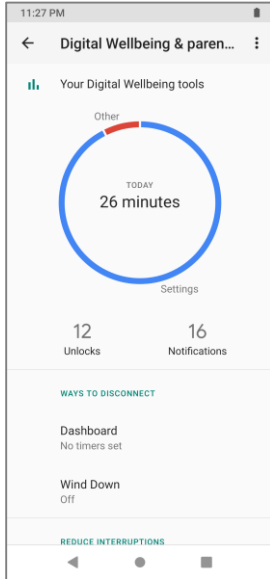 11:27 PM
Digital Wellbeing & paren...
Your Digital Wellbeing tools
Other
TODAY
26 minutes
Settings
12
Unlocks
16
Notifications
WAYS TO DISCONNECT
Dashboard
No timers set
Wind Down
Off
REDUCE INTERRUPTIONS